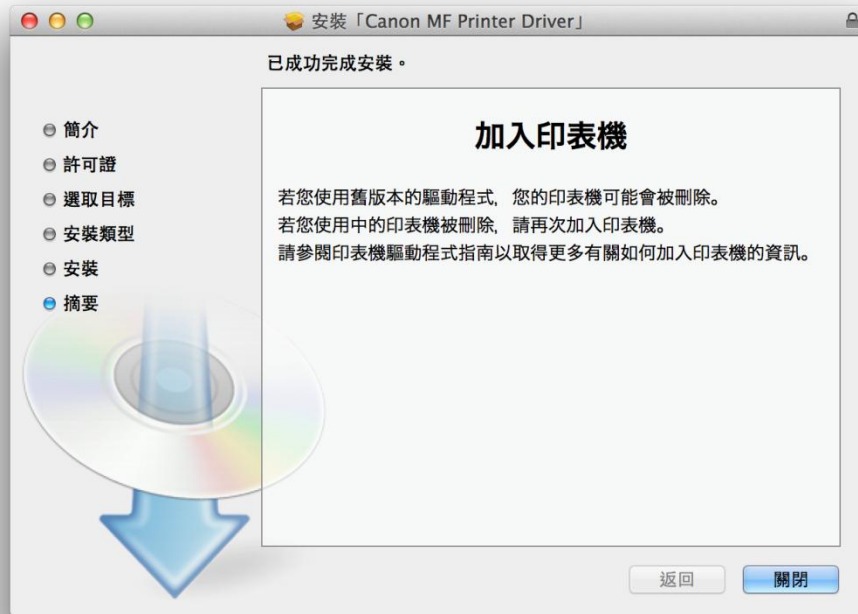 安裝「Canon MF Printer Driver」
已成功完成安裝。
簡介
許可證
選取目標
安裝類型
安裝
摘要
加入印表機
若您使用舊版本的驅動程式, 您的印表機可能會被刪除。
若您使用中的印表機被刪除, 請再次加入印表機。
請參閱印表機驅動程式指南以取得更多有關如何加入印表機的資訊。
返回
關閉